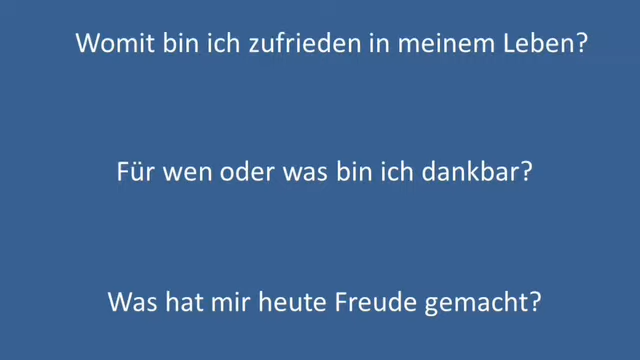 Womit bin ich zufrieden in meinem Leben?
Für wen oder was bin ich dankbar?
Was hat mir heute Freude gemacht?